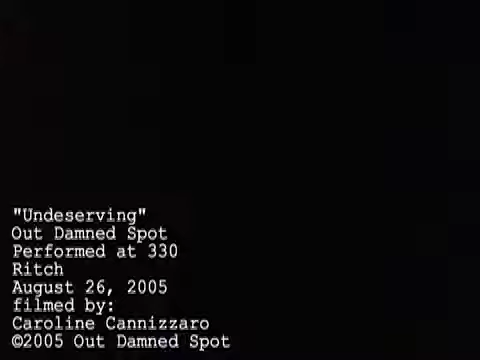 "Undeserving"
Out Damned Spot
Performed at 330
Ritch
August 26, 2005
filmed by:
Caroline Cannizzaro
©2005 Out Damned Spot